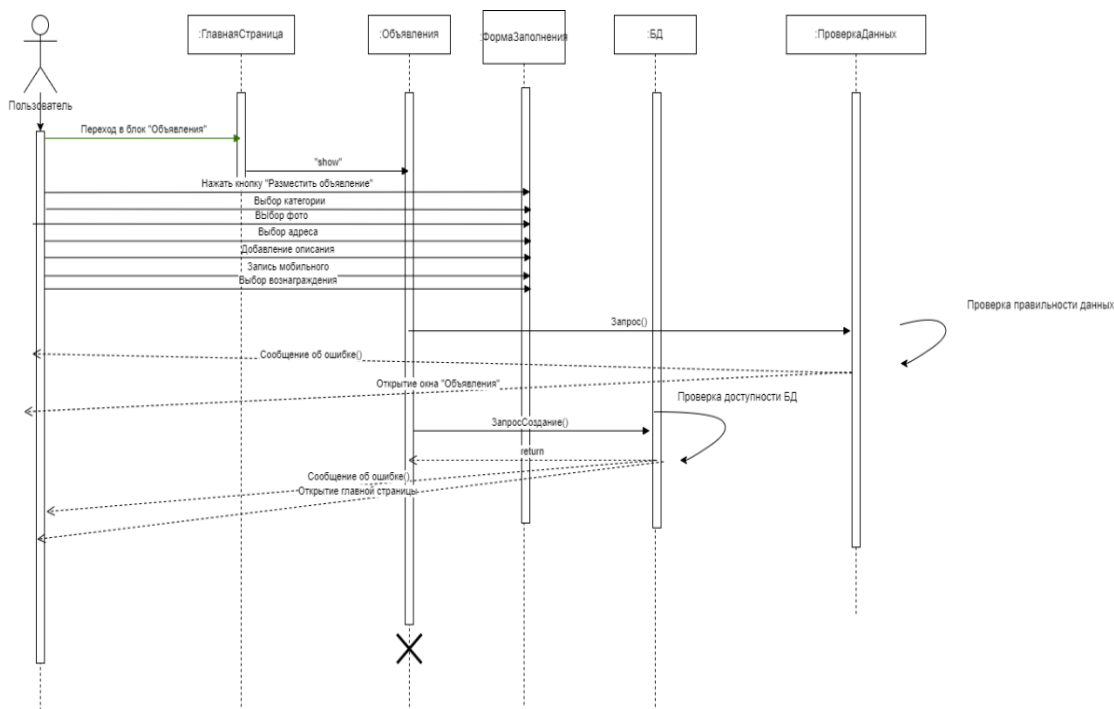 :ГлавнаяСтраница
:Объявления
:ФормаЗаполнения
:БД
:ПроверкаДанных
Пользователь
Переход в блок "Объявления"
"show"
Нажать кнопку "Разместить объявление"
Выбор категории
ВЫбор фото
Выбор адреса
Добавление описания
Запись мобильного
Выбор вознаграждения
Проверка правильности данных
Запрос()
Сообщение об ошибке()
Открытие окна "Объявления"
Проверка доступности БД
ЗапросСоздание()
return
Сообщение об ошибке()
Открытие главной страницы